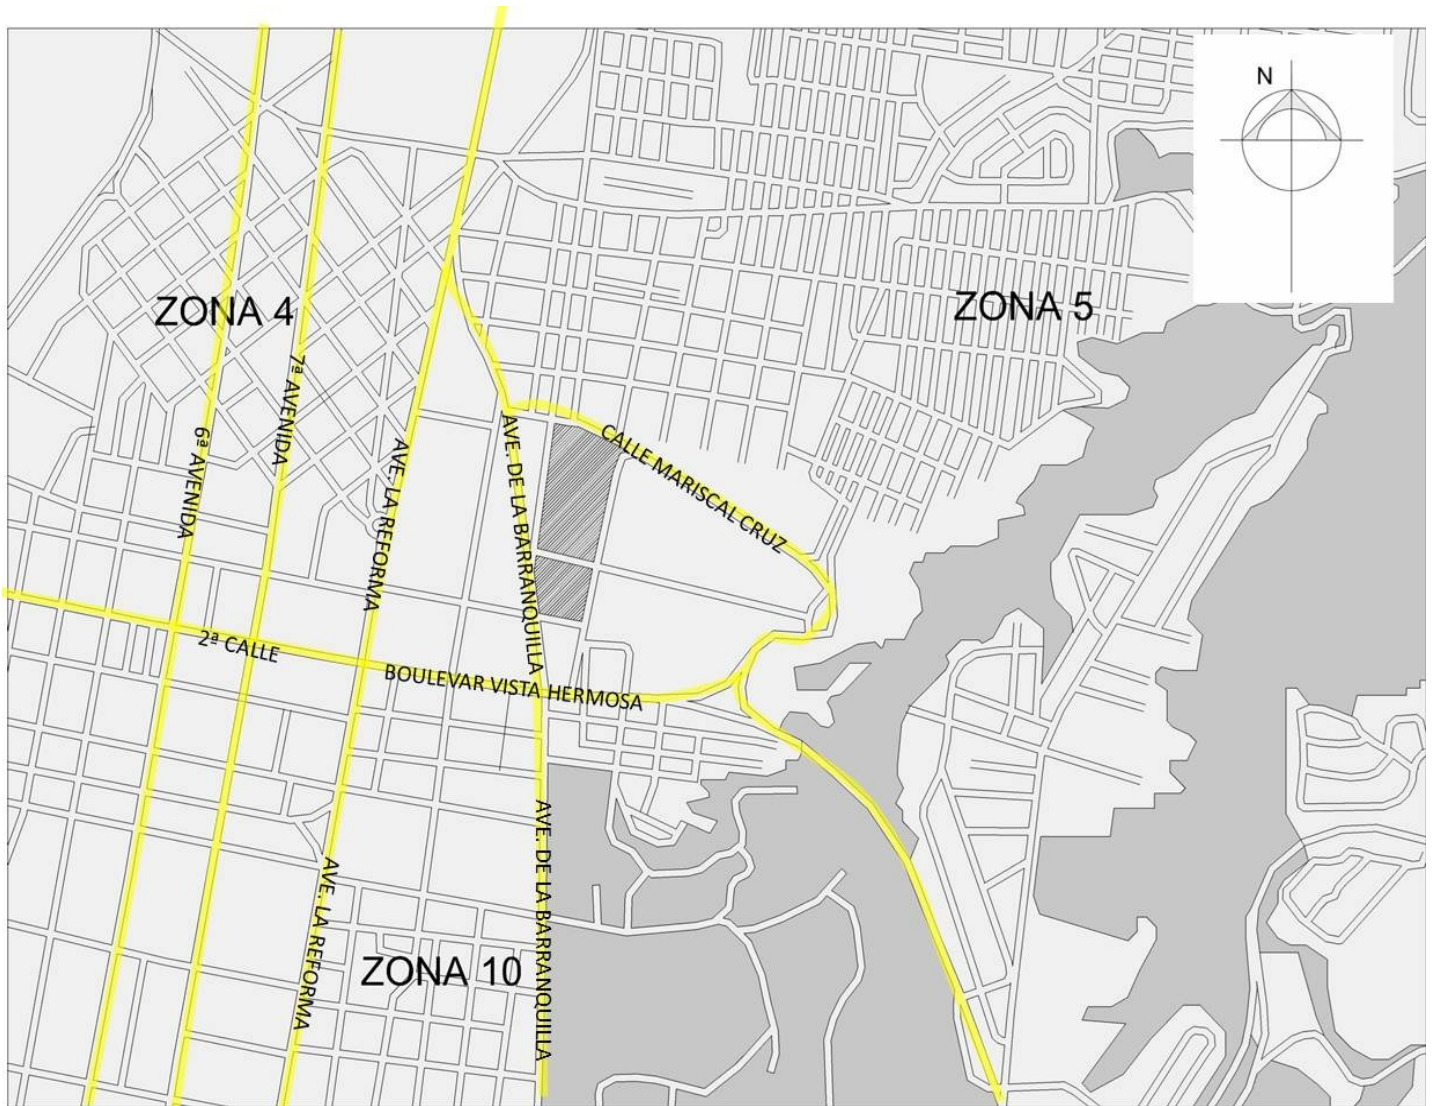 N
ZONA 4
ZONA 5
7ª AVENIDA
6ª AVENIDA
AVE. LA REFORMA
AVE. DE LA BARRANQUILLA
CALLE MARISCAL CRUZ
2ª CALLE
BOULEVAR VISTA HERMOSA
AVE. LA REFORMA
AVE. DE LA BARRANQUILLA
ZONA 10